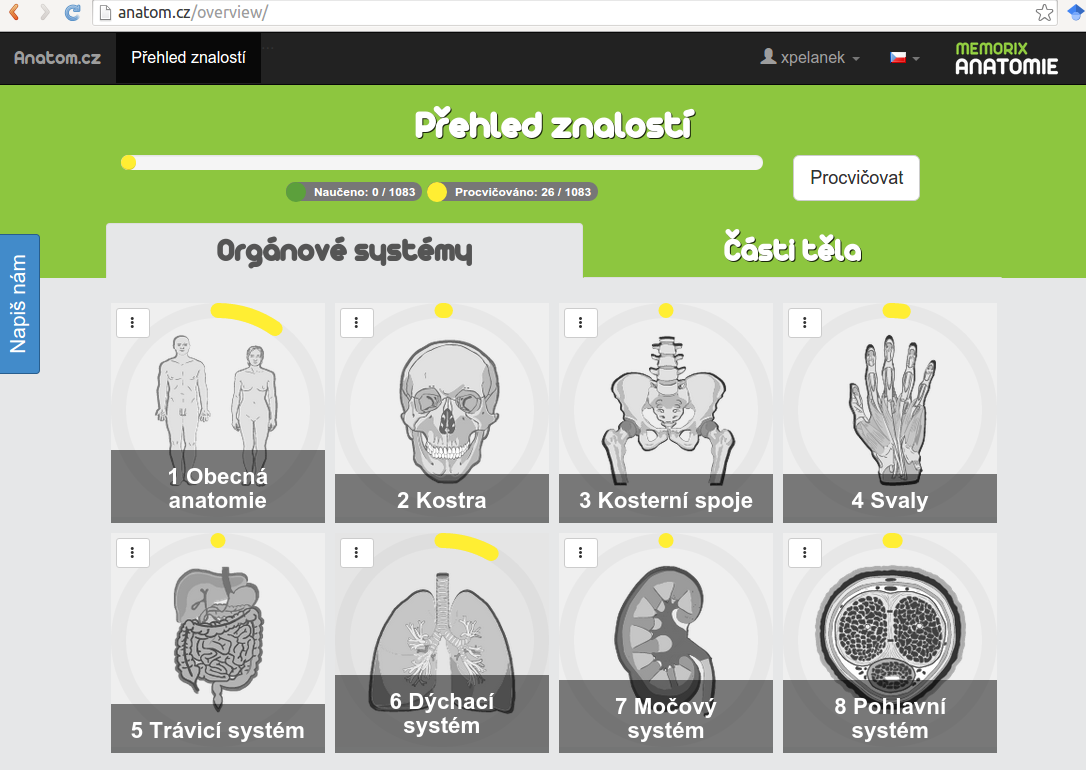 anatom.cz/overview/
Anatom.cz
Přehled znalostí
xpelanek
MEMORIX
ANATOMIE
Přehled znalostí
Naučeno: 0 / 1083
Procvičováno: 26 / 1083
Procvičovat
Napiš nám
Orgánové systémy
Části těla
1 Obecná
anatomie
2 Kostra
3 Kosterní spoje
4 Svaly
5 Trávicí systém
6 Dýchací
systém
7 Močový
systém
8 Pohlavní
systém